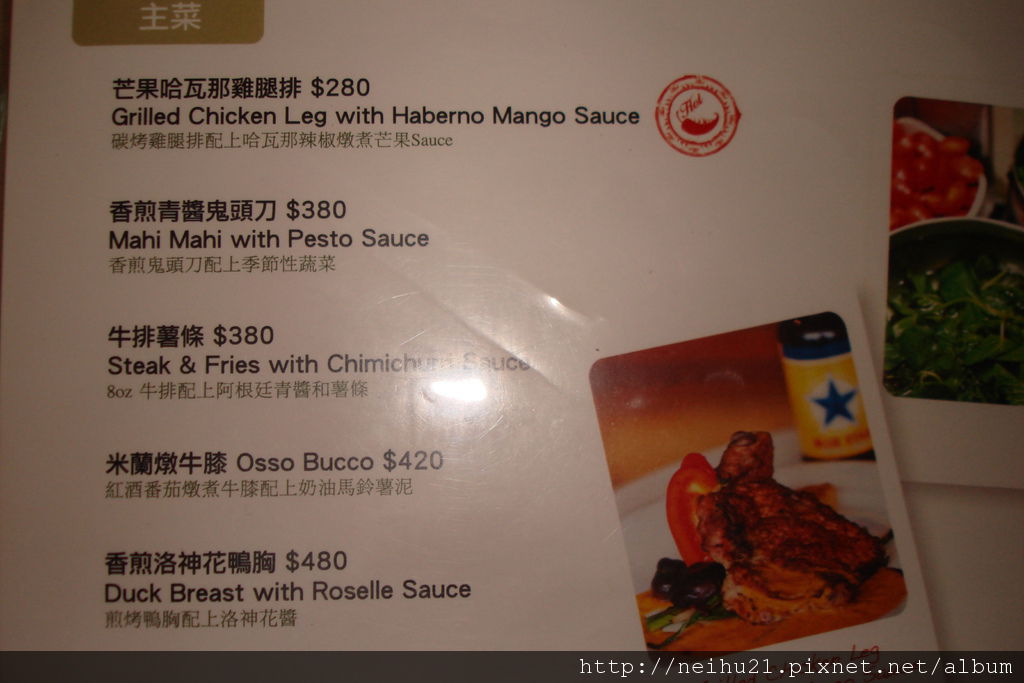 主菜
芒果哈瓦那雞腿排 $280
Grilled Chicken Leg with Haberno Mango Sauce
碳烤雞腿排配上哈瓦那辣椒燉煮芒果Sauce
Hot
香煎青醬鬼頭刀 $380
Mahi Mahi with Pesto Sauce
香煎鬼頭刀配上季節性蔬菜
牛排薯條 $380
Steak & Fries with Chimichurri Sauce
8oz 牛排配上阿根廷青醬和薯條
米蘭燉牛膝 Osso Bucco $420
紅酒番茄燉煮牛膝配上奶油馬鈴薯泥
香煎洛神花鴨胸 $480
Duck Breast with Roselle Sauce
煎烤鴨胸配上洛神花醬
Leg
http://neihu21.pixnet.net/album